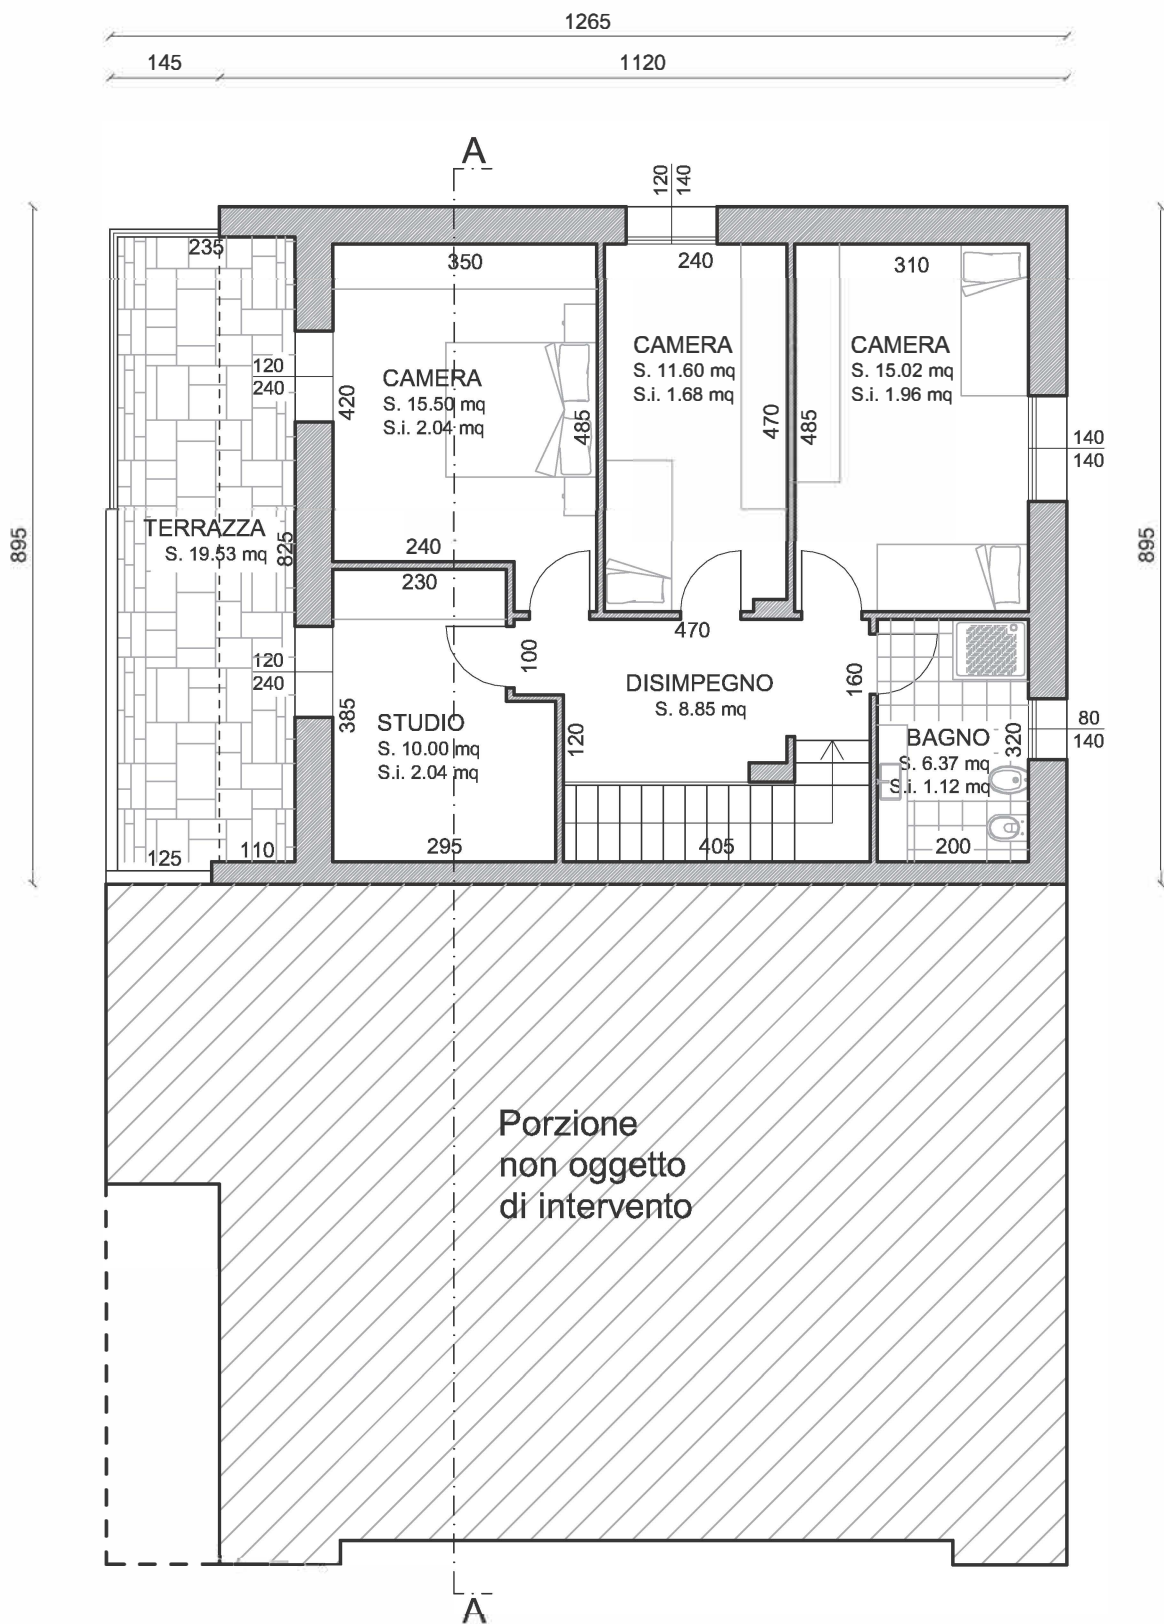 1265
145
1120
A
120
140
235
350
240
310
895
895
CAMERA
S. 15.50 mq
S.i. 2.04 mq
CAMERA
S. 11.60 mq
S.i. 1.68 mq
CAMERA
S. 15.02 mq
S.i. 1.96 mq
120
240
420
485
470
485
140
140
TERRAZZA
S. 19.53 mq
825
240
230
470
100
160
120
240
385
STUDIO
S. 10.00 mq
S.i. 2.04 mq
DISIMPEGNO
S. 8.85 mq
120
BAGNO
S. 6.37 mq
S.i. 1.12 mq
320
80
140
125
110
295
405
200
Porzione
non oggetto
di intervento
A